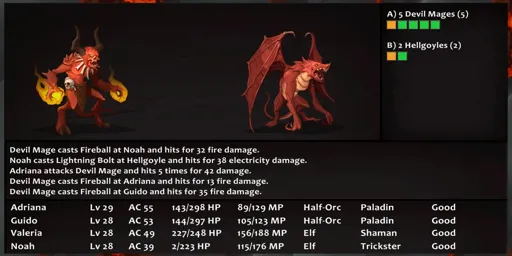 A) 5 Devil Mages (5)
B) 2 Hellgoyles (2)
Devil Mage casts Fireball at Noah and hits for 32 fire damage.
Noah casts Lightning Bolt at Hellgoyle and hits for 38 electricity damage.
Adriana attacks Devil Mage and hits 5 times for 42 damage.
Devil Mage casts Fireball at Adriana and hits for 13 fire damage.
Devil Mage casts Fireball at Guido and hits for 35 fire damage.
Adriana Lv 29 AC 55 143/298 HP 89/129 MP Half-Orc Paladin Good
Guido Lv 28 AC 53 144/297 HP 105/123 MP Half-Orc Paladin Good
Valeria Lv 28 AC 49 227/248 HP 156/188 MP Elf Shaman Good
Noah Lv 28 AC 39 2/223 HP 115/176 MP Elf Trickster Good